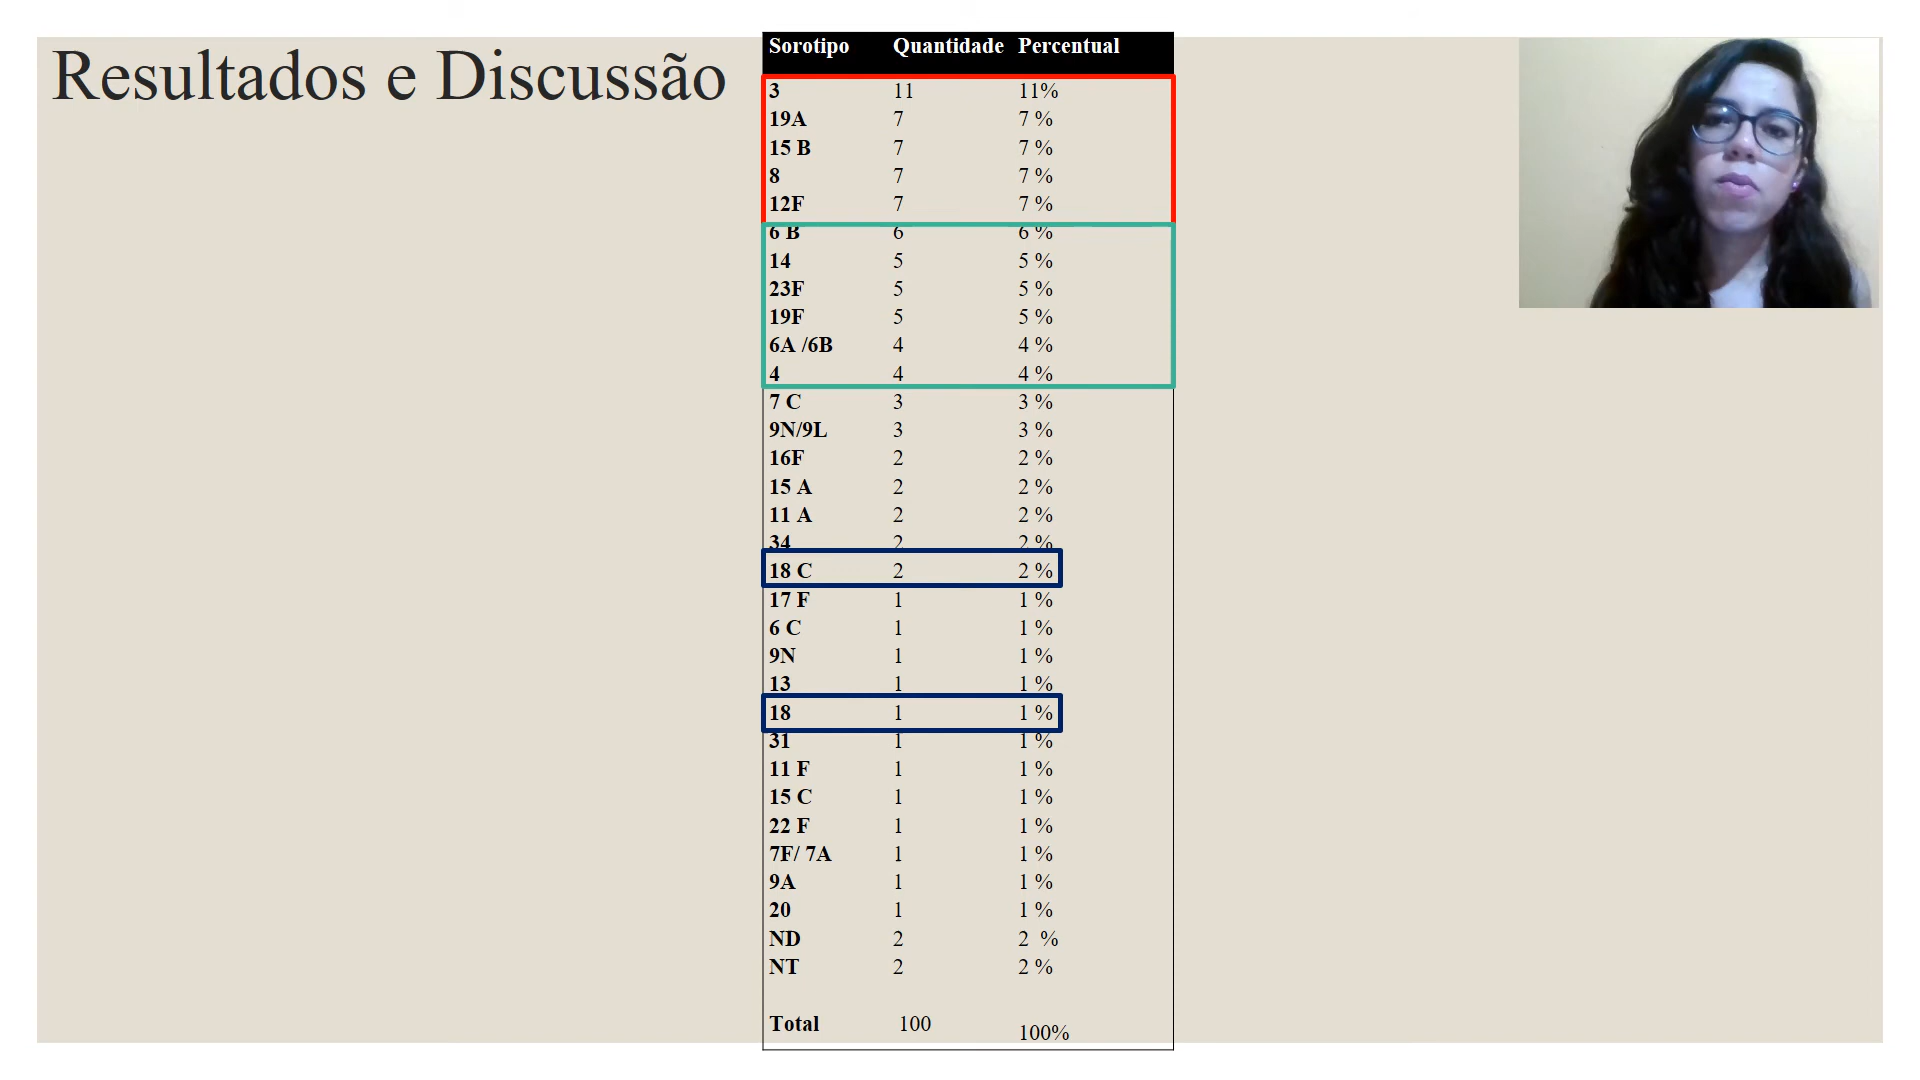 Resultados e Discussão
Sorotipo Quantidade Percentual
3 11 11%
19A 7 7 %
15 B 7 7 %
8 7 7 %
12F 7 7 %
6 B 6 6 %
14 5 5 %
23F 5 5 %
19F 5 5 %
6A /6B 4 4 %
4 4 4 %
7 C 3 3 %
9N/9L 3 3 %
16F 2 2 %
15 A 2 2 %
11 A 2 2 %
34 2 2 %
18 C 2 2 %
17 F 1 1 %
6 C 1 1 %
9N 1 1 %
13 1 1 %
18 1 1 %
31 1 1 %
11 F 1 1 %
15 C 1 1 %
22 F 1 1 %
7F/ 7A 1 1 %
9A 1 1 %
20 1 1 %
ND 2 2 %
NT 2 2 %
Total 100 100%